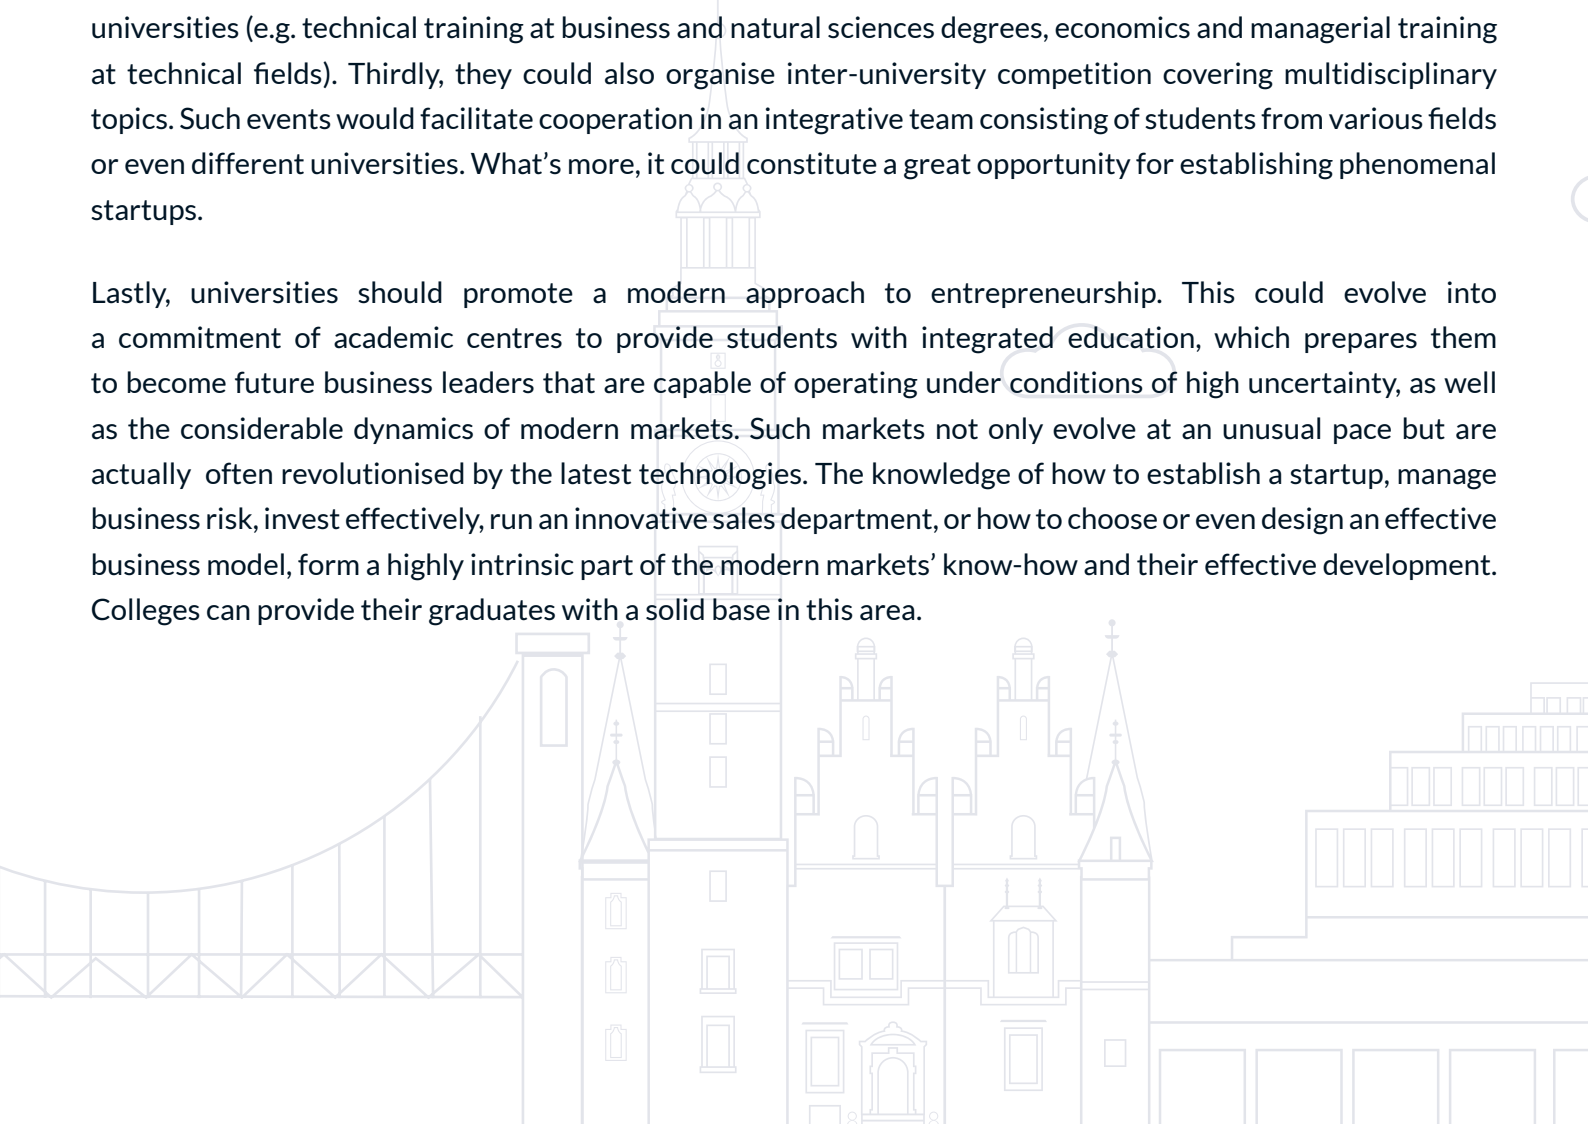 universities (e.g. technical training at business and natural sciences degrees, economics and managerial training
at technical fields). Thirdly, they could also organise inter-university competition covering multidisciplinary
topics. Such events would facilitate cooperation in an integrative team consisting of students from various fields
or even different universities. What’s more, it could constitute a great opportunity for establishing phenomenal
startups.
Lastly, universities should promote a modern approach to entrepreneurship. This could evolve into
a commitment of academic centres to provide students with integrated education, which prepares them
to become future business leaders that are capable of operating under conditions of high uncertainty, as well
as the considerable dynamics of modern markets. Such markets not only evolve at an unusual pace but are
actually often revolutionised by the latest technologies. The knowledge of how to establish a startup, manage
business risk, invest effectively, run an innovative sales department, or how to choose or even design an effective
business model, form a highly intrinsic part of the modern markets’ know-how and their effective development.
Colleges can provide their graduates with a solid base in this area.